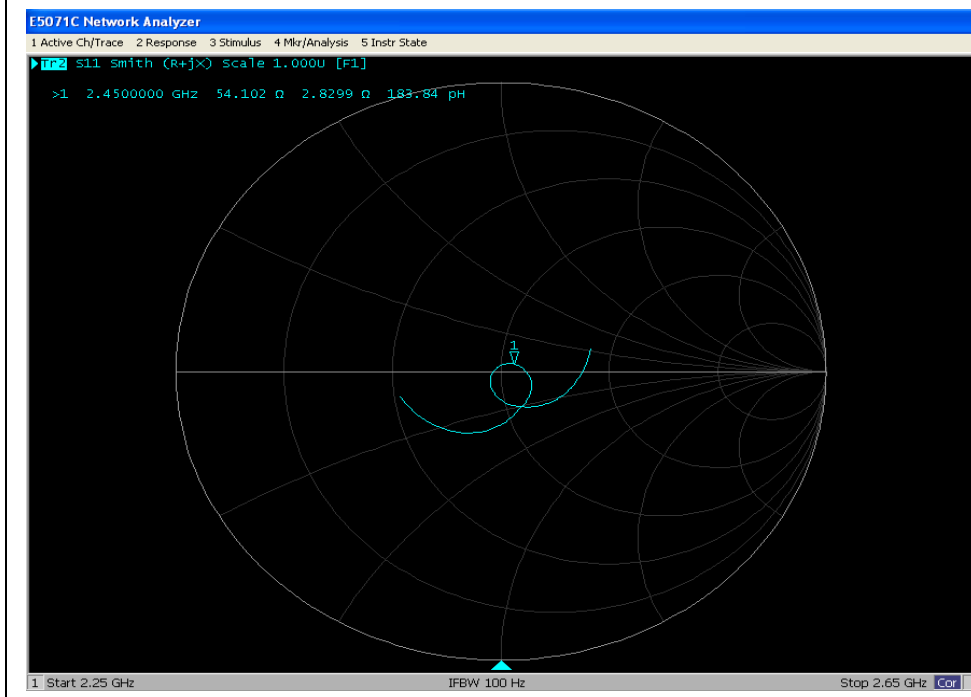 E5071C Network Analyzer
1 Active Ch/Trace 2 Response 3 Stimulus 4 Mkr/Analysis 5 Instr State
Tr2 S11 Smith (R+jX) Scale 1.000U [F1]
>1 2.4500000 GHz 54.102 Ω 2.8299 Ω 183.84 pH
1
1 Start 2.25 GHz IFBW 100 Hz Stop 2.65 GHz Cor